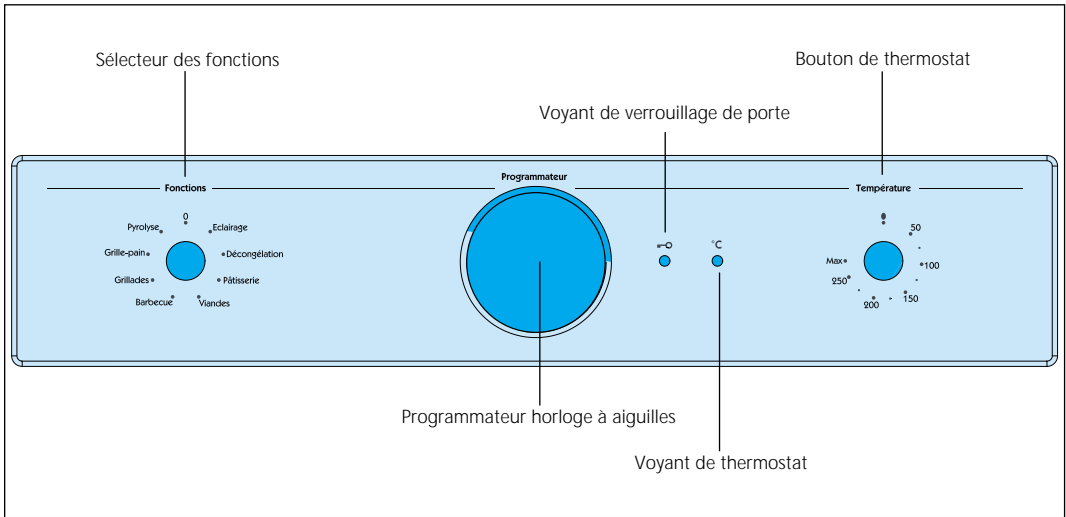 Sélecteur des fonctions
Bouton de thermostat
Voyant de verrouillage de porte
Programmateur
Fonctions
Température
0
Pyrolyse
Eclairage
Grille-pain
Décongélation
Grillades
Pâtisserie
Barbecue
Viandes
°C
50
Max
100
250
150
200
Programmateur horloge à aiguilles
Voyant de thermostat